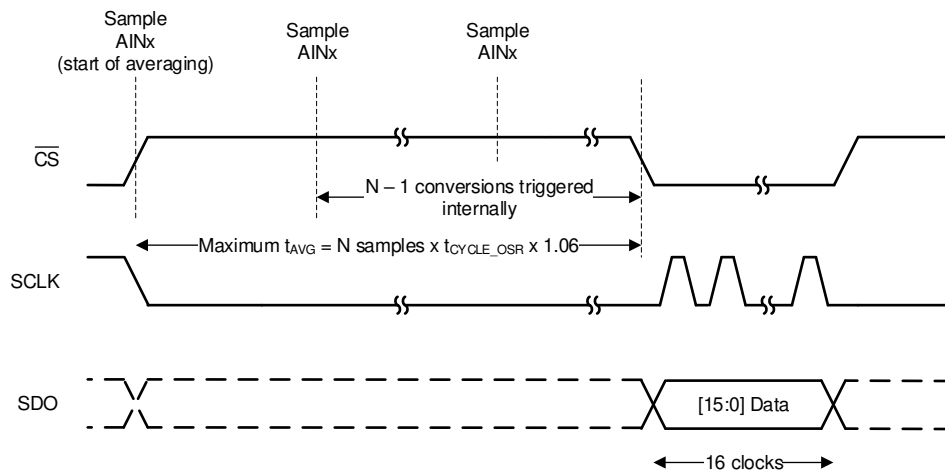 Sample
AINx
(start of averaging)
Sample
AINx
Sample
AINx
CS
N – 1 conversions triggered
internally
Maximum tAVG = N samples x tCYCLE_OSR x 1.06
SCLK
SDO
[15:0] Data
16 clocks